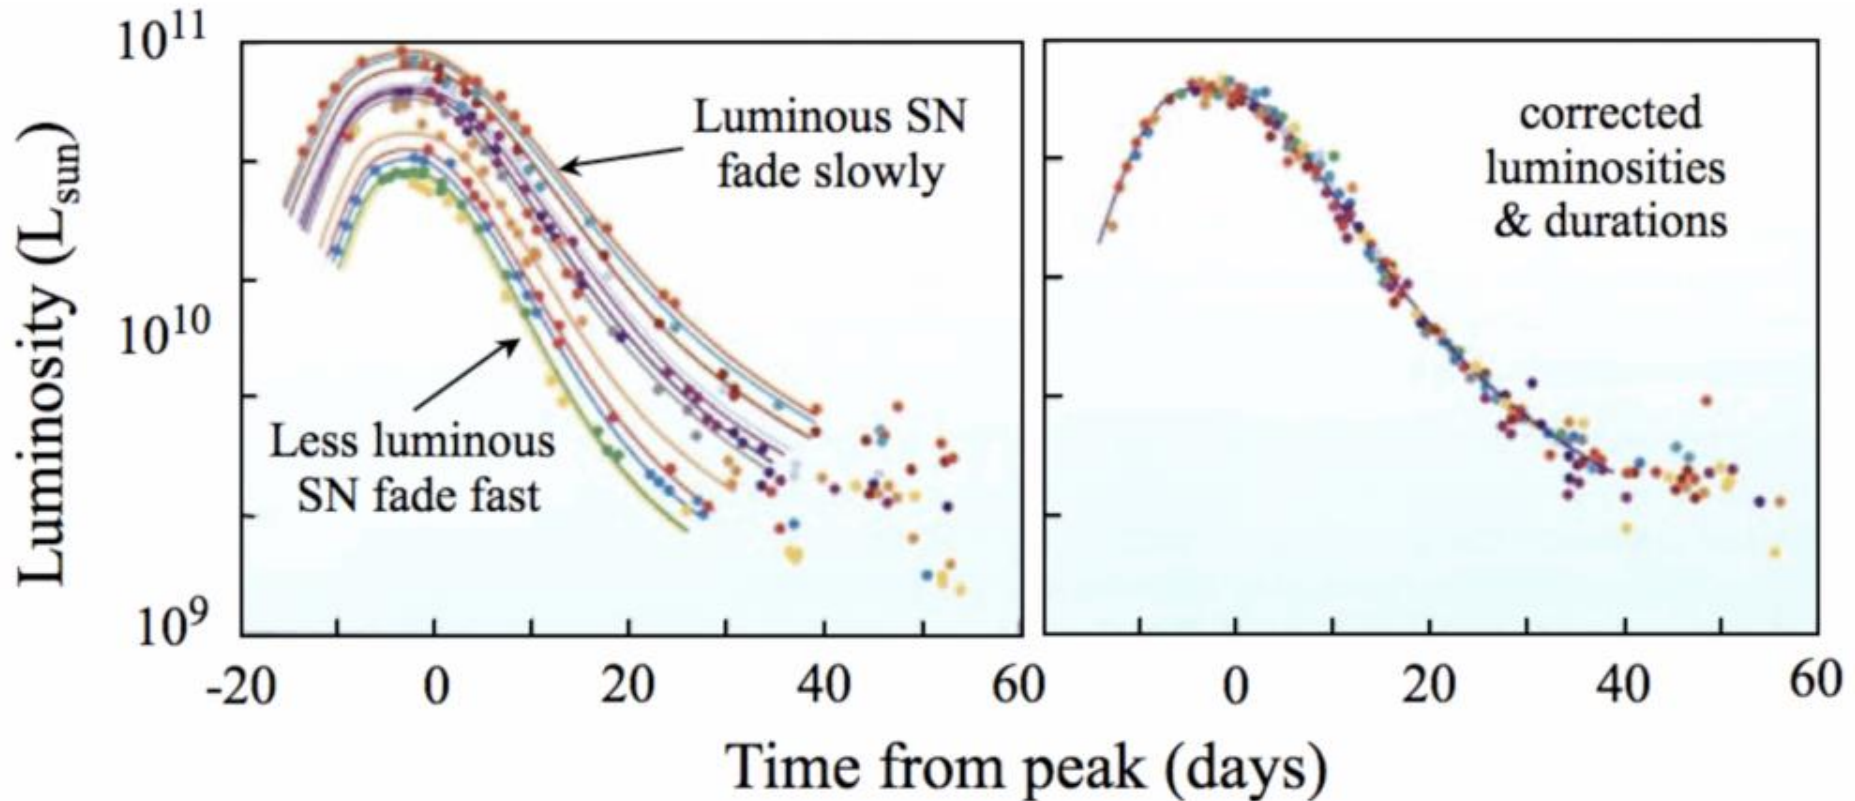 10¹¹
10¹⁰
10⁹
Luminosity (L_sun)
Luminous SN
fade slowly
Less luminous
SN fade fast
corrected
luminosities
& durations
-20 0 20 40 60
0 20 40 60
Time from peak (days)